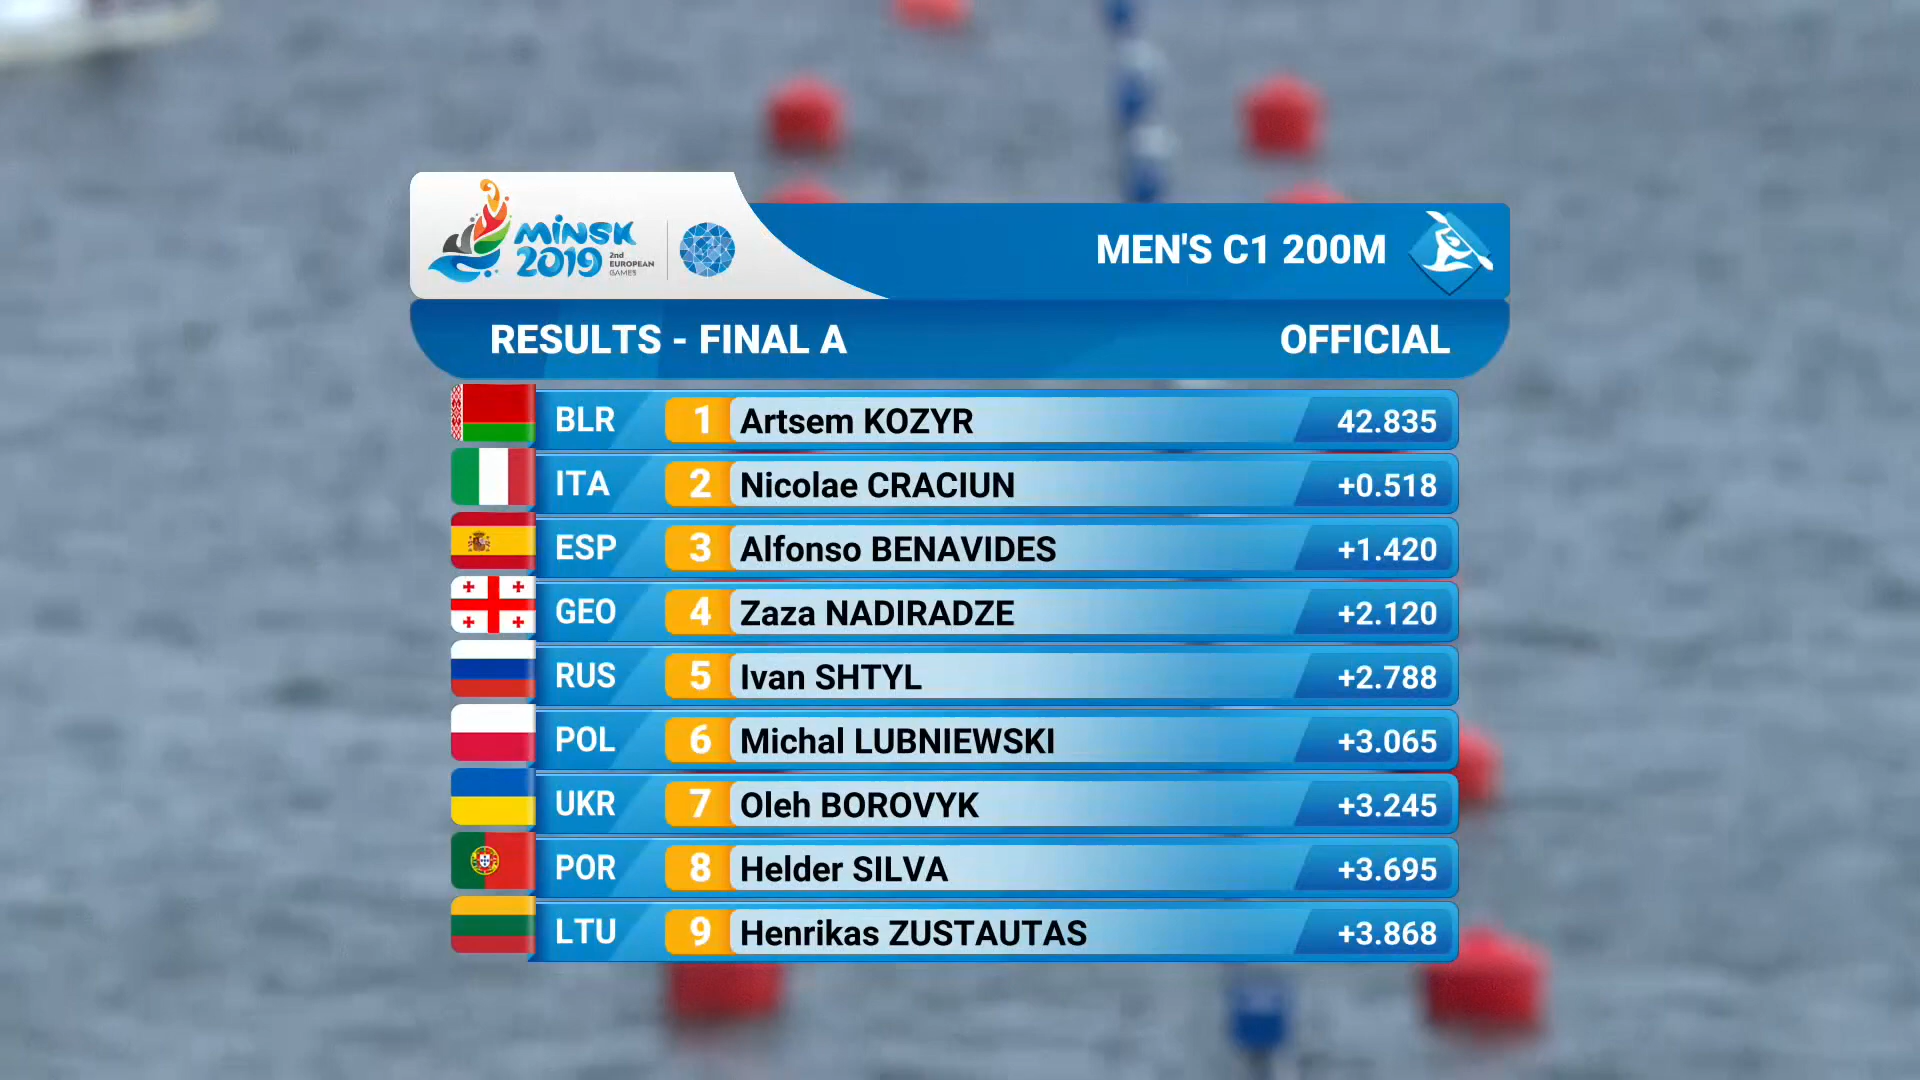 MINSK
2019
2nd
EUROPEAN
GAMES
MEN'S C1 200M
RESULTS - FINAL A OFFICIAL
BLR 1 Artsem KOZYR 42.835
ITA 2 Nicolae CRACIUN +0.518
ESP 3 Alfonso BENAVIDES +1.420
GEO 4 Zaza NADIRADZE +2.120
RUS 5 Ivan SHTYL +2.788
POL 6 Michal LUBNIEWSKI +3.065
UKR 7 Oleh BOROVYK +3.245
POR 8 Helder SILVA +3.695
LTU 9 Henrikas ZUSTAUTAS +3.868